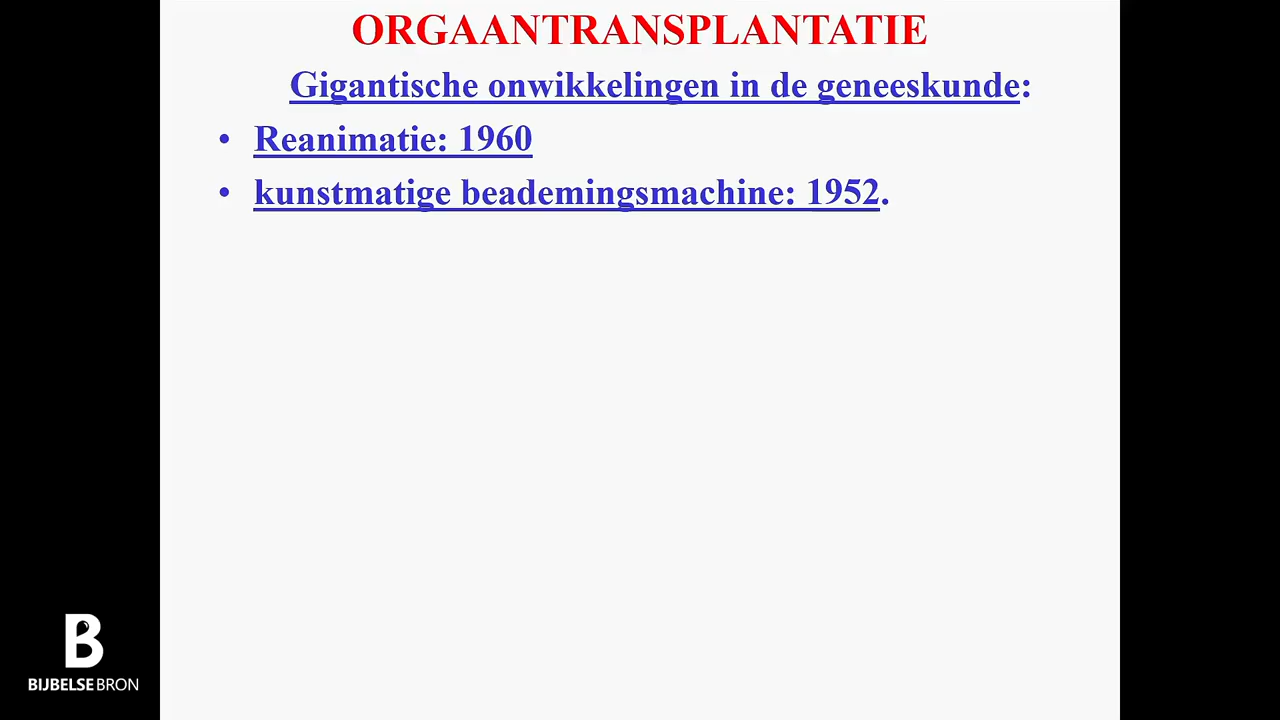 ORGAANTRANSPLANTATIE
Gigantische onwikkelingen in de geneeskunde:
• Reanimatie: 1960
• kunstmatige beademingsmachine: 1952.
B
BIJBELSE BRON